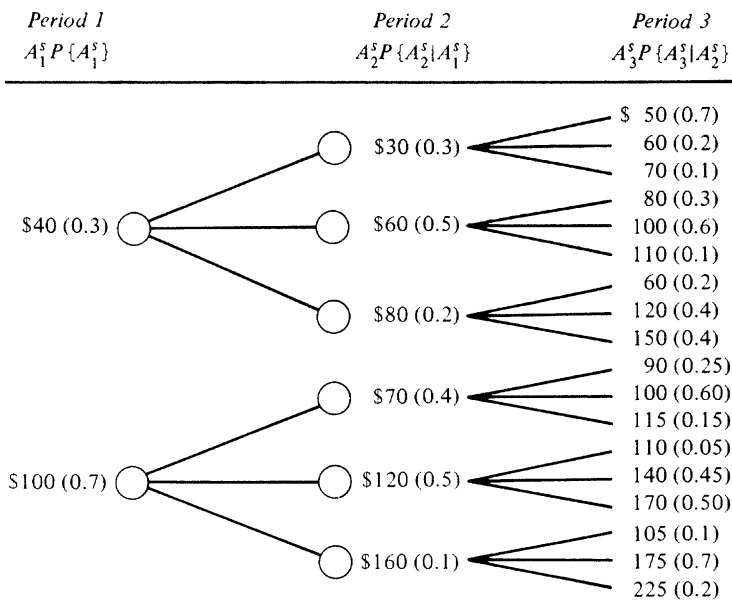 Period 1 Period 2 Period 3
A₁ˢP{A₁ˢ} A₂ˢP{A₂ˢ|A₁ˢ} A₃ˢP{A₃ˢ|A₂ˢ}
$ 50 (0.7)
$30 (0.3) 60 (0.2)
70 (0.1)
80 (0.3)
$40 (0.3) $60 (0.5) 100 (0.6)
110 (0.1)
60 (0.2)
$80 (0.2) 120 (0.4)
150 (0.4)
90 (0.25)
$70 (0.4) 100 (0.60)
115 (0.15)
110 (0.05)
$100 (0.7) $120 (0.5) 140 (0.45)
170 (0.50)
105 (0.1)
$160 (0.1) 175 (0.7)
225 (0.2)